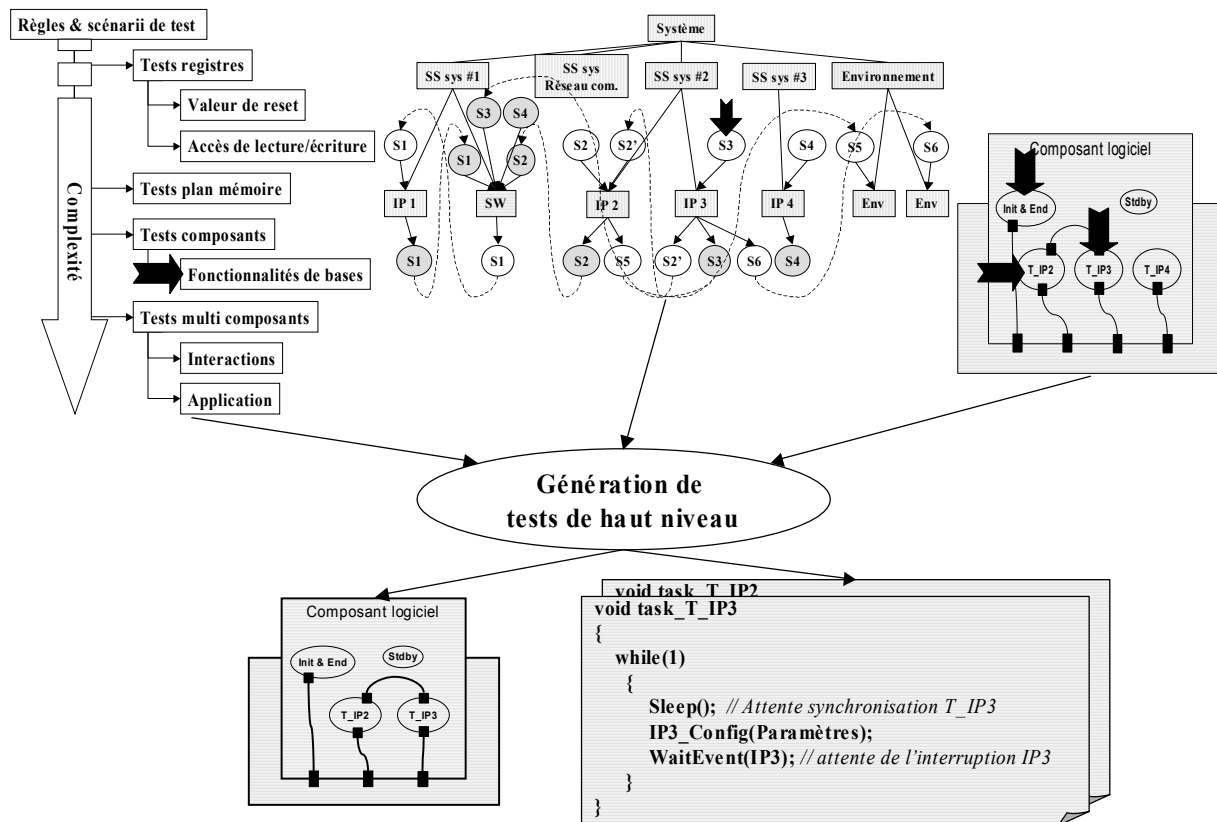 Règles & scénarii de test
Tests registres
Valeur de reset
Accès de lecture/écriture
Tests plan mémoire
Tests composants
Fonctionnalités de bases
Tests multi composants
Interactions
Application
Complexité
Système
SS sys #1
SS sys
Réseau com.
SS sys #2
SS sys #3
Environnement
S3
S4
S1
S1
S2
S2
S2’
S3
S4
S5
S6
IP 1
SW
IP 2
IP 3
IP 4
Env
Env
S1
S1
S2
S5
S2’
S3
S6
S4
Composant logiciel
Init & End
Stdby
T_IP2
T_IP3
T_IP4
Génération de
tests de haut niveau
Composant logiciel
Init & End
Stdby
T_IP2
T_IP3
void task_T_IP2
void task_T_IP3
{
while(1)
{
Sleep(); // Attente synchronisation T_IP3
IP3_Config(Paramètres);
WaitEvent(IP3); // attente de l’interruption IP3
}
}